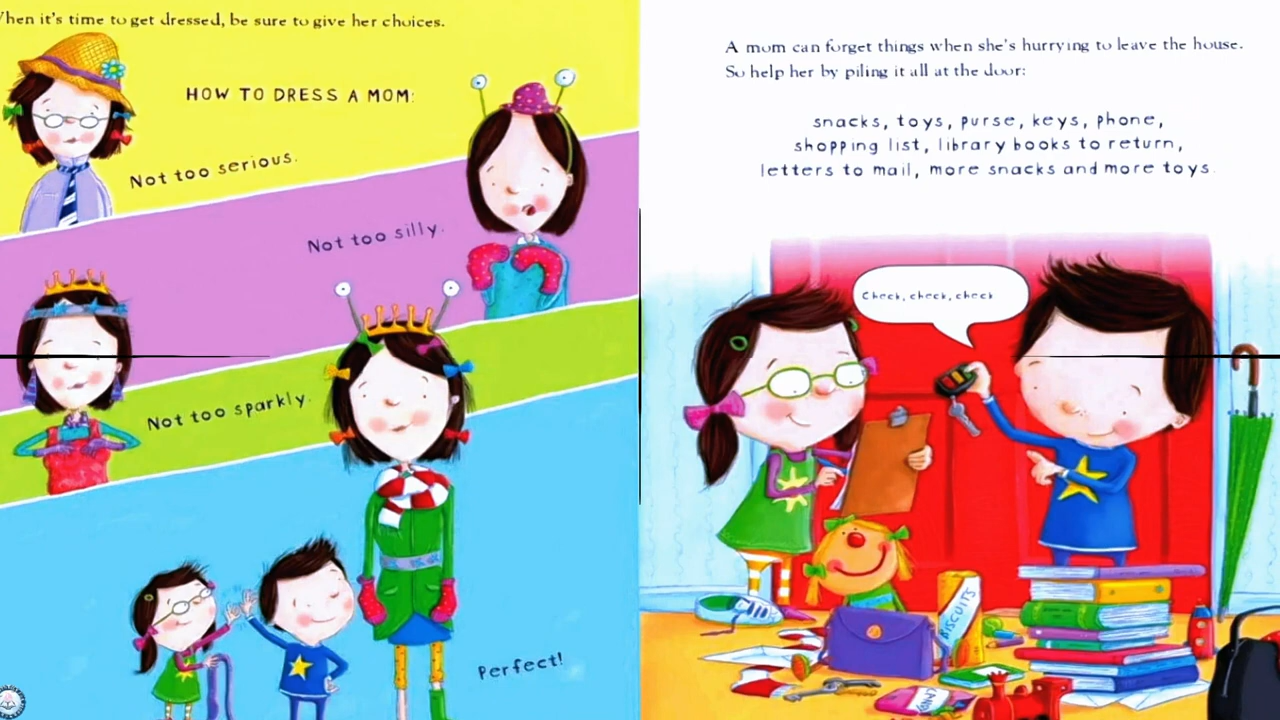 When it's time to get dressed, be sure to give her choices.
HOW TO DRESS A MOM:
Not too serious.
Not too silly.
Not too sparkly.
Perfect!
A mom can forget things when she's hurrying to leave the house.
So help her by piling it all at the door:
snacks, toys, purse, keys, phone,
shopping list, library books to return,
letters to mail, more snacks and more toys.
Check, check, check
BISCUITS
CANDY